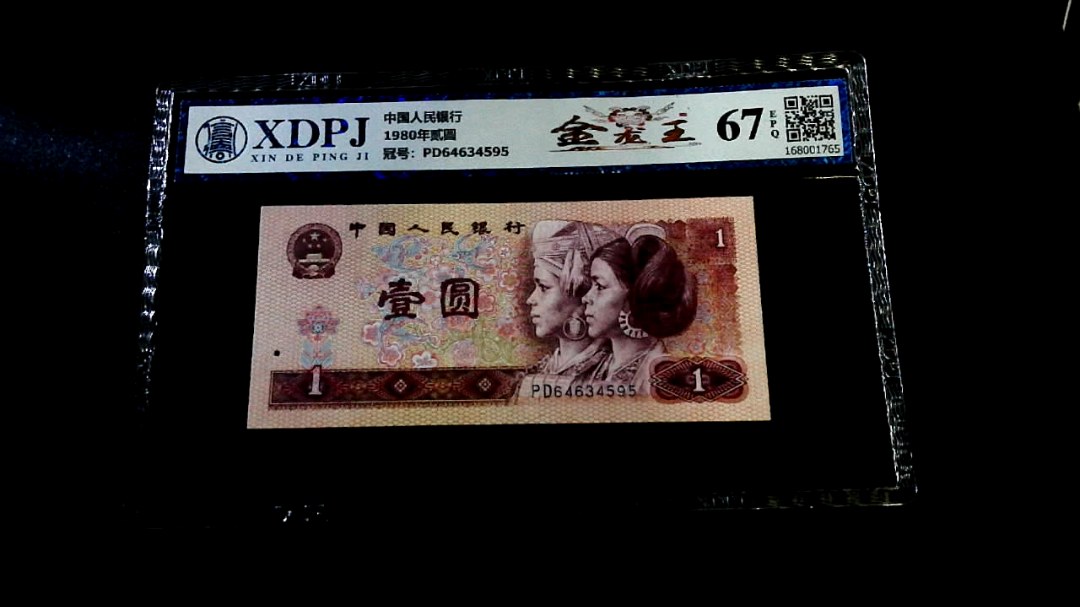 XDPJ
XIN DE PING JI
中国人民银行
1980年贰圆
冠号：PD64634595
金龙王
67
EPQ
168001765
中国人民银行
1
壹圆
1
PD64634595
1